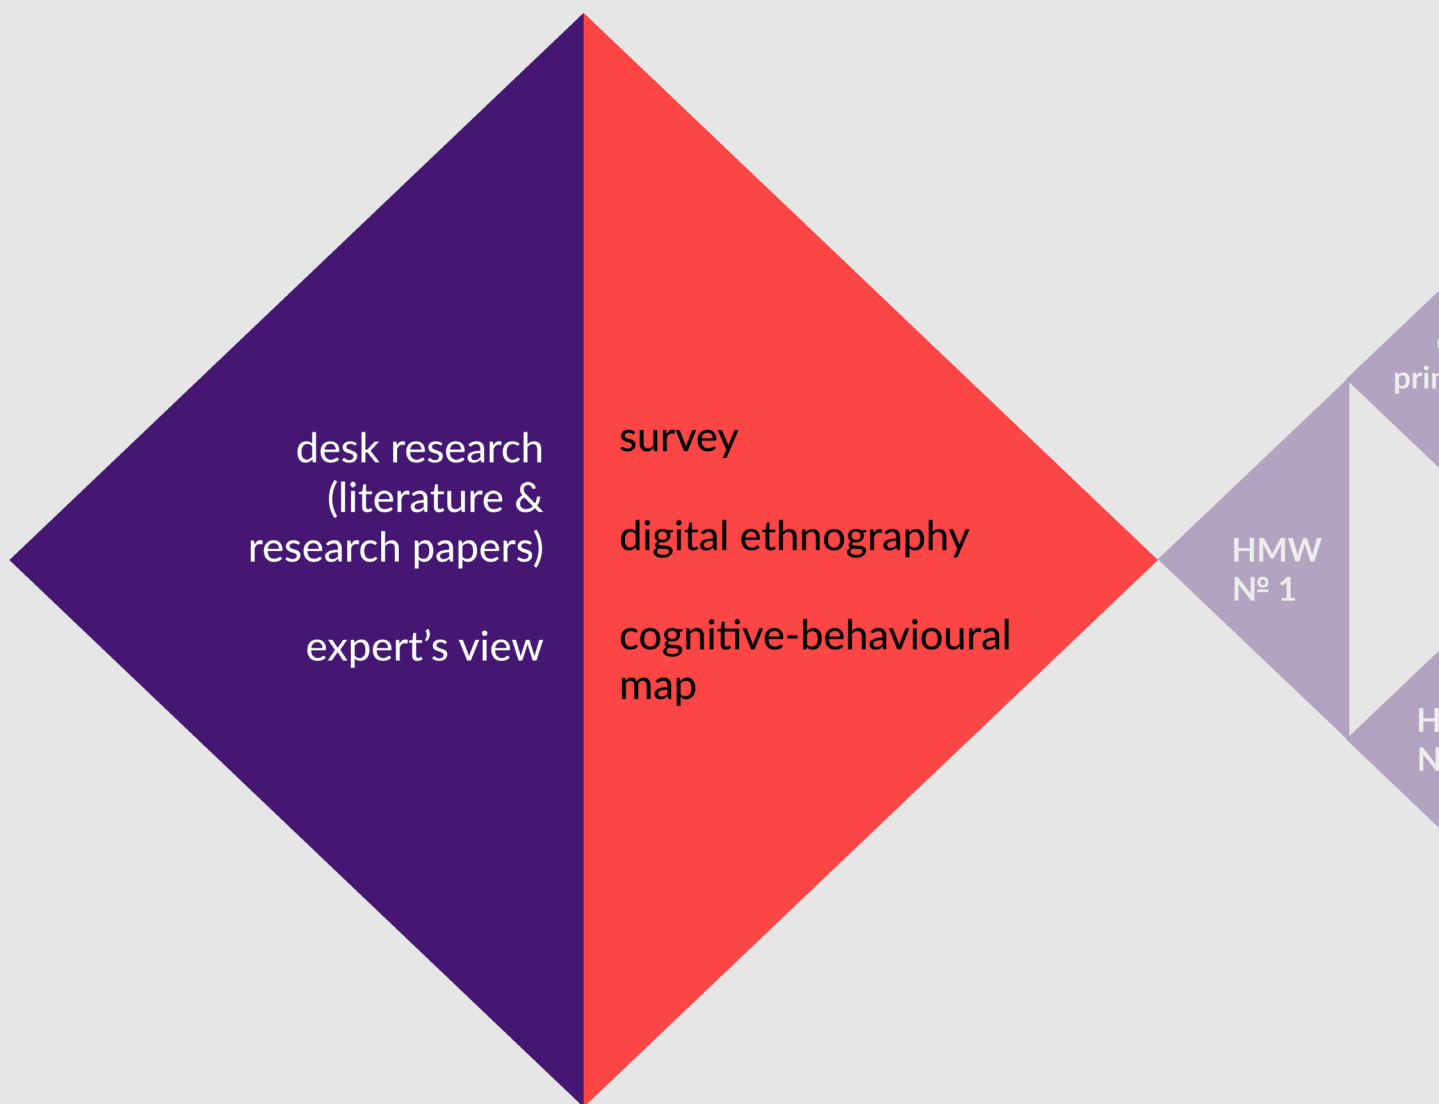 desk research
(literature &
research papers)
expert’s view
survey
digital ethnography
cognitive-behavioural
map
HMW
Nº 1